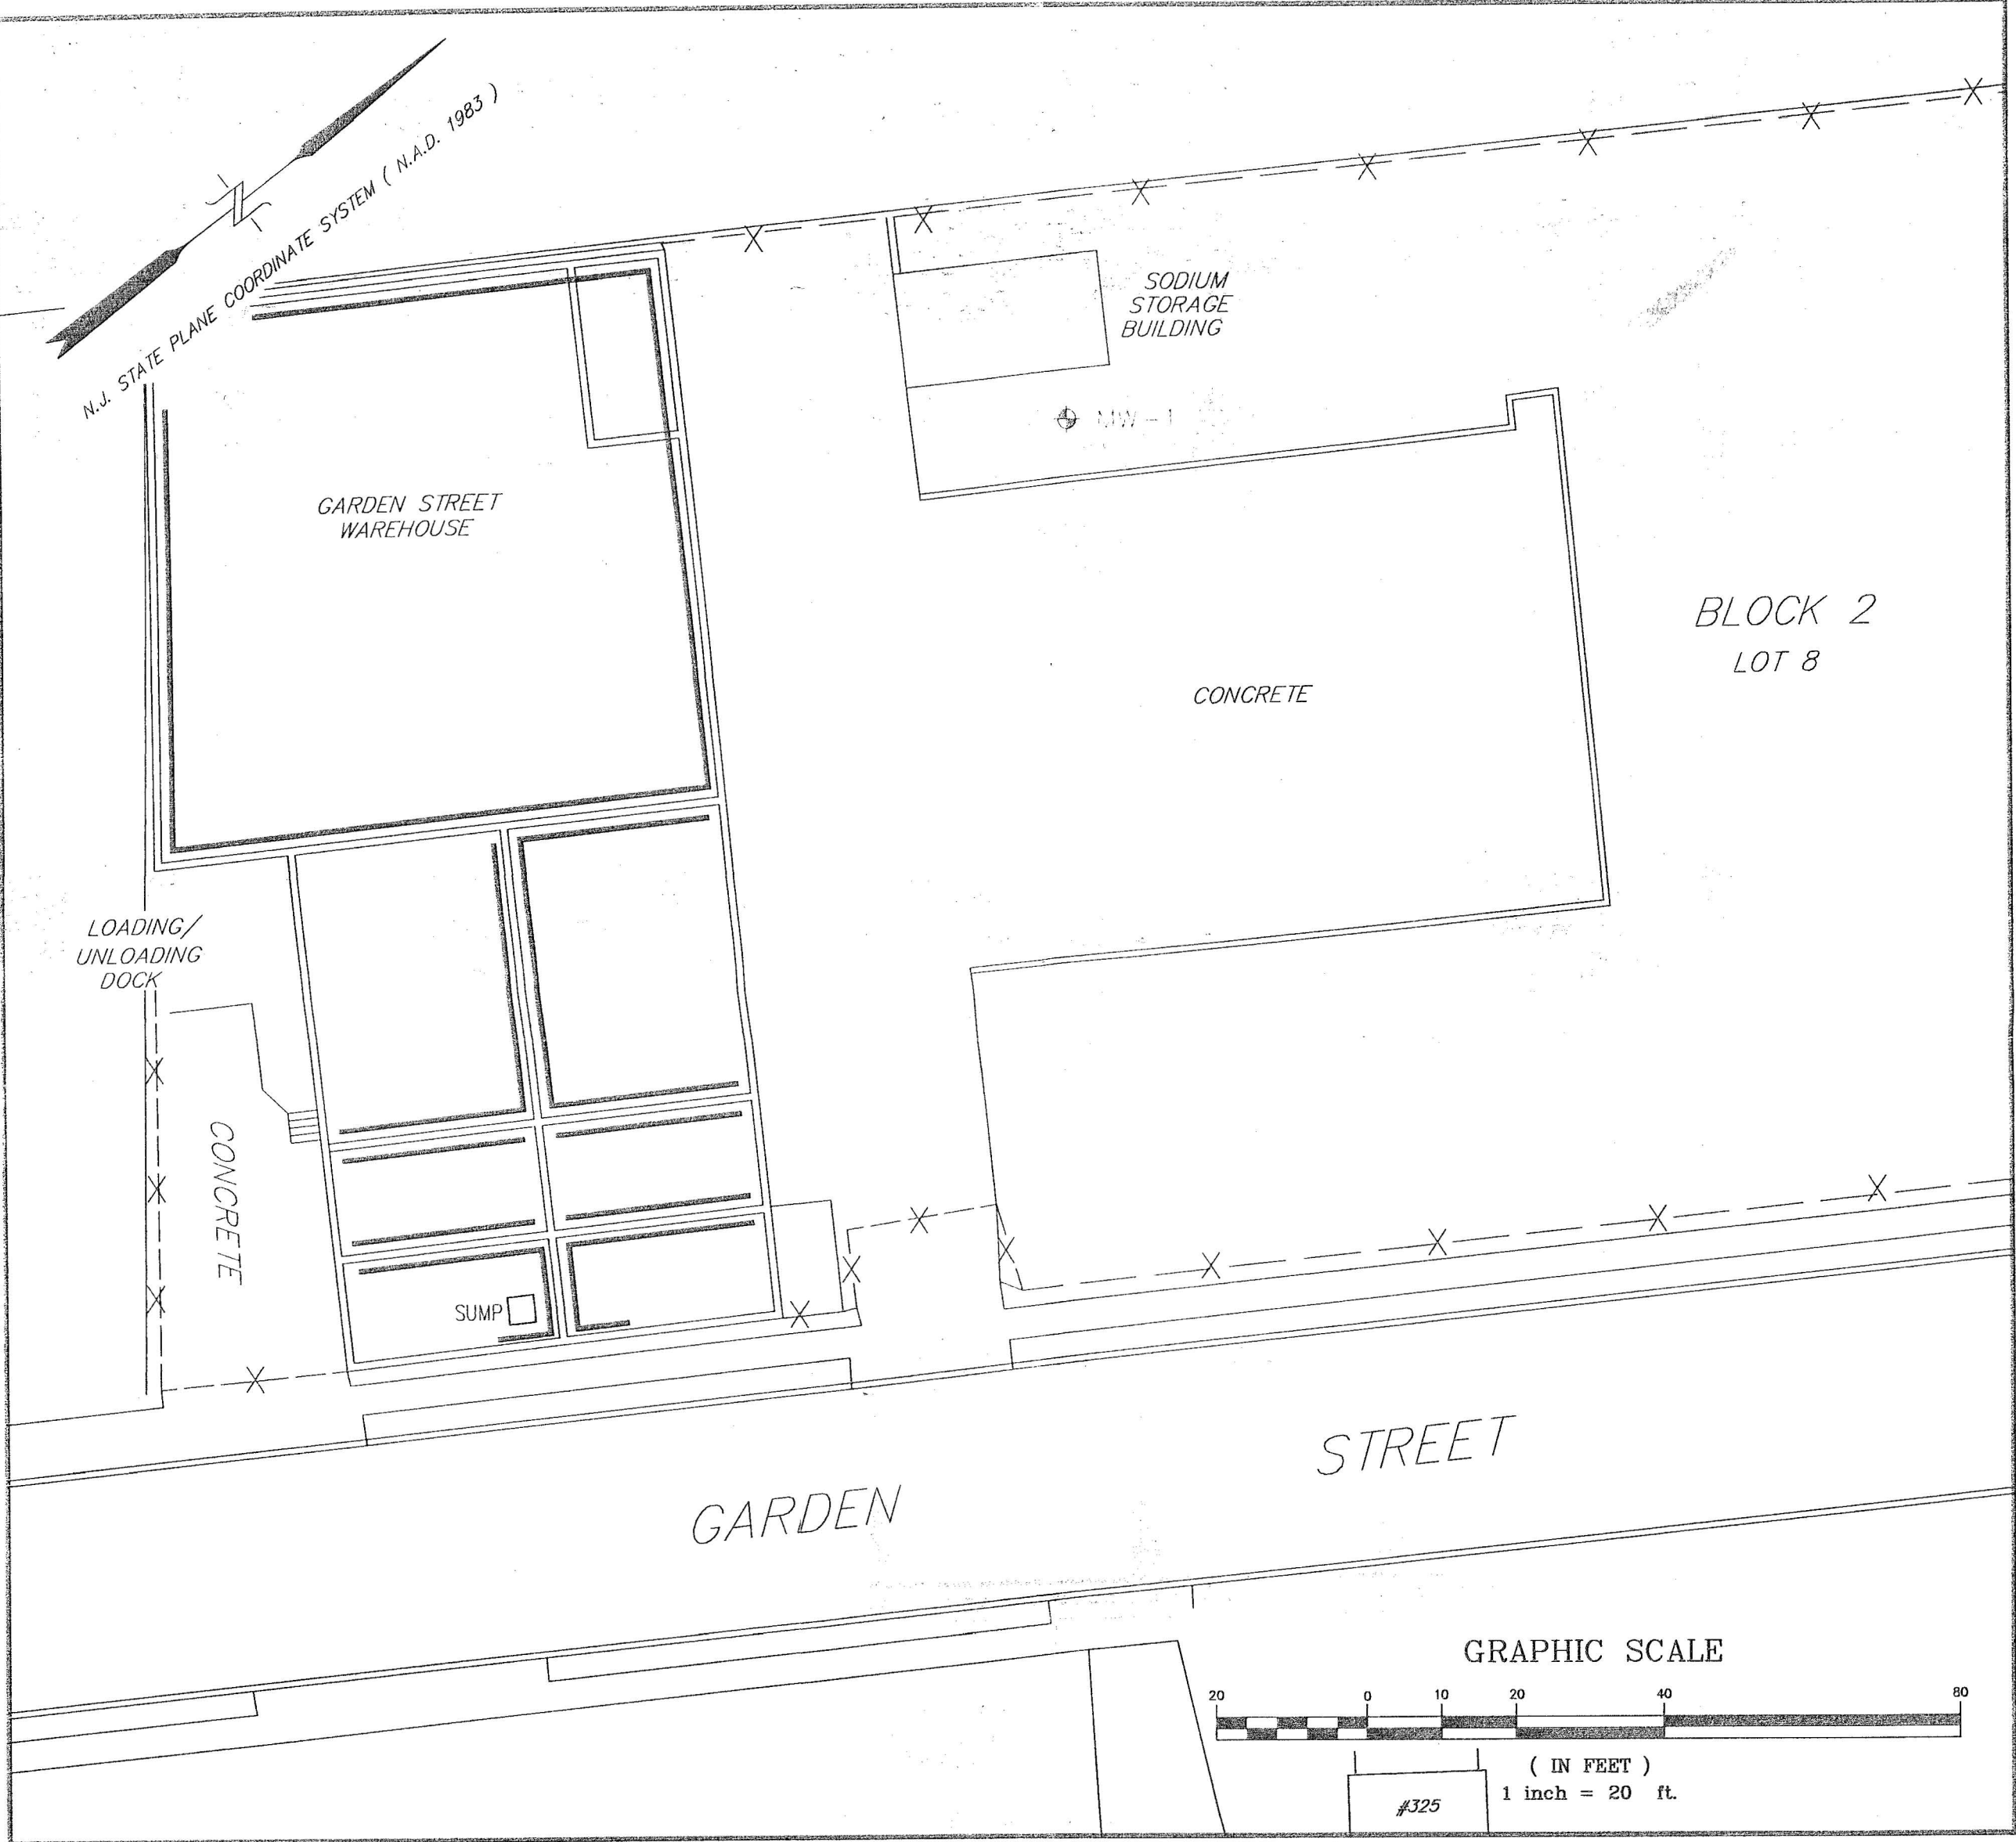 N.J. STATE PLANE COORDINATE SYSTEM ( N.A.D. 1983 )
SODIUM
STORAGE
BUILDING
MW-1
GARDEN STREET
WAREHOUSE
BLOCK 2
LOT 8
CONCRETE
LOADING/
UNLOADING
DOCK
CONCRETE
SUMP
GARDEN STREET
GRAPHIC SCALE
20 0 10 20 40 80
( IN FEET )
1 inch = 20 ft.
#325